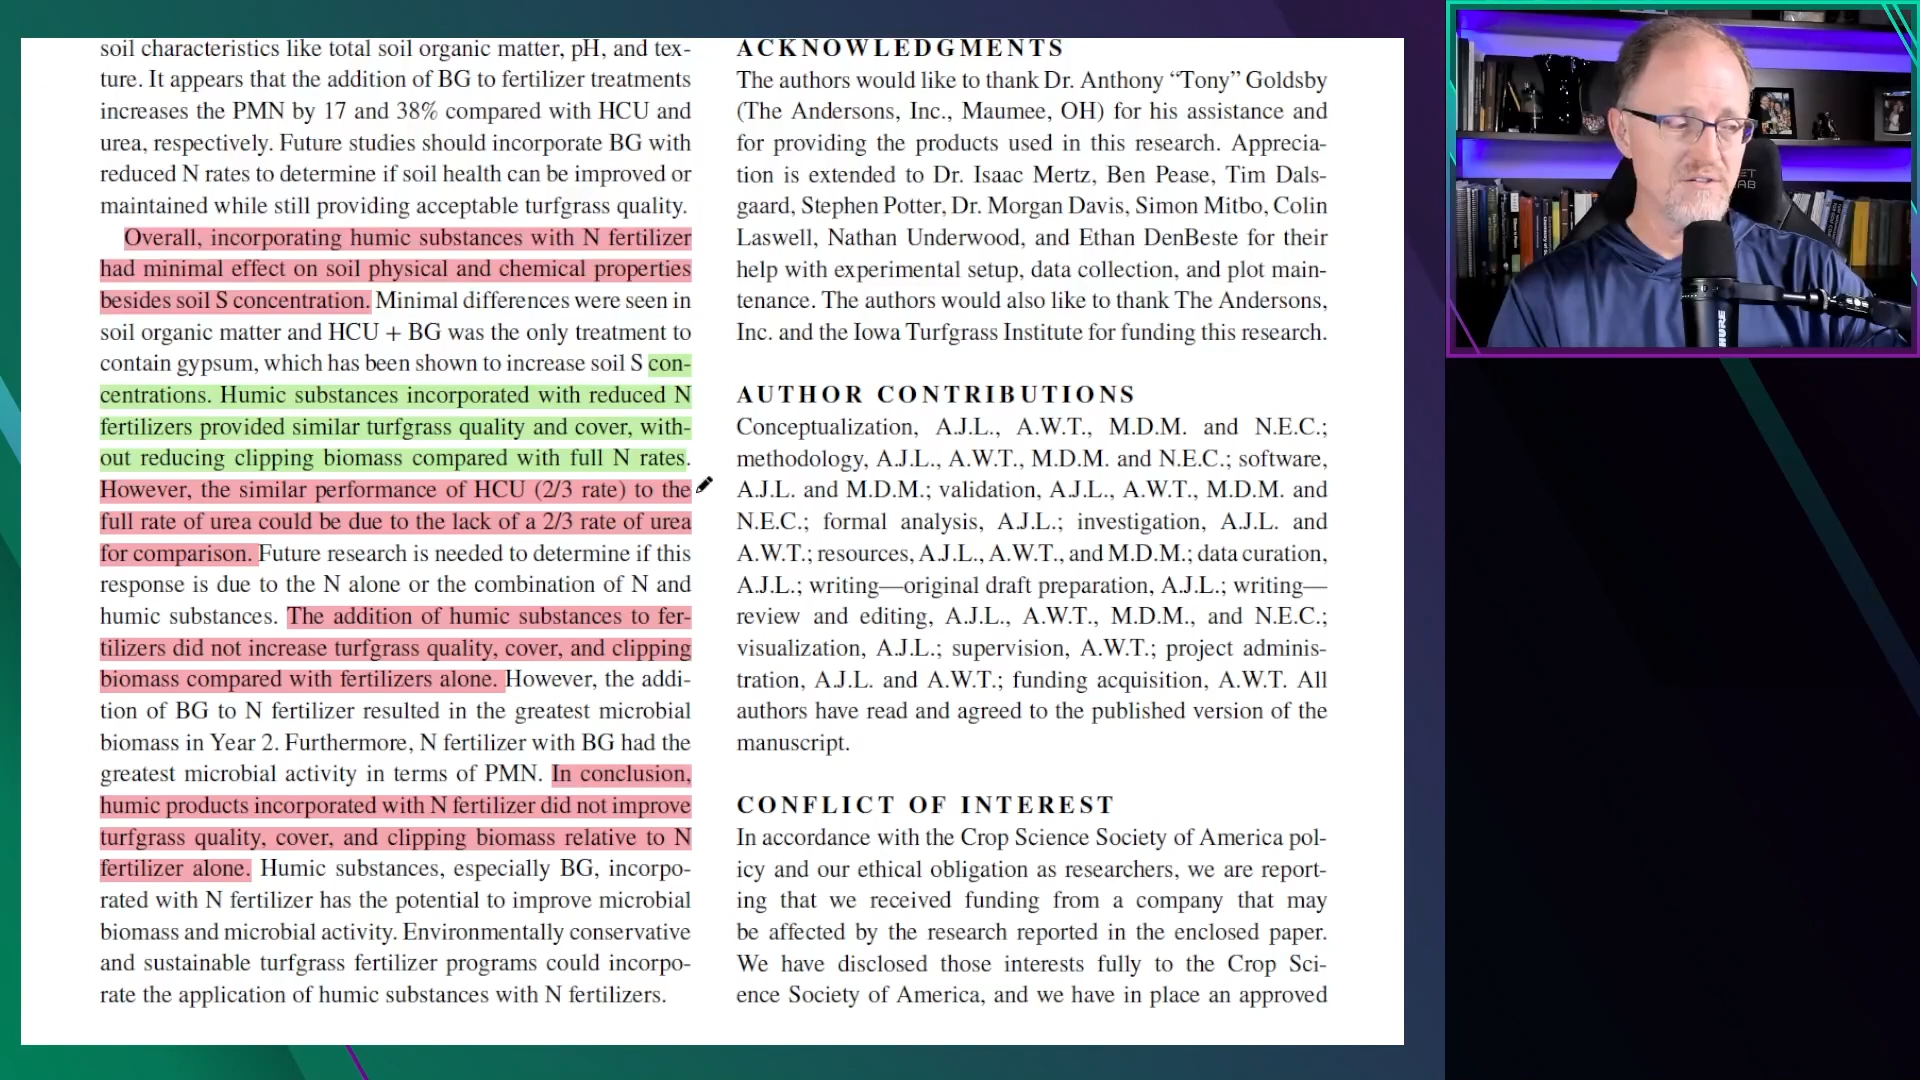 soil characteristics like total soil organic matter, pH, and tex-
ture. It appears that the addition of BG to fertilizer treatments
increases the PMN by 17 and 38% compared with HCU and
urea, respectively. Future studies should incorporate BG with
reduced N rates to determine if soil health can be improved or
maintained while still providing acceptable turfgrass quality.
Overall, incorporating humic substances with N fertilizer
had minimal effect on soil physical and chemical properties
besides soil S concentration. Minimal differences were seen in
soil organic matter and HCU + BG was the only treatment to
contain gypsum, which has been shown to increase soil S con-
centrations. Humic substances incorporated with reduced N
fertilizers provided similar turfgrass quality and cover, with-
out reducing clipping biomass compared with full N rates.
However, the similar performance of HCU (2/3 rate) to the
full rate of urea could be due to the lack of a 2/3 rate of urea
for comparison. Future research is needed to determine if this
response is due to the N alone or the combination of N and
humic substances. The addition of humic substances to fer-
tilizers did not increase turfgrass quality, cover, and clipping
biomass compared with fertilizers alone. However, the addi-
tion of BG to N fertilizer resulted in the greatest microbial
biomass in Year 2. Furthermore, N fertilizer with BG had the
greatest microbial activity in terms of PMN. In conclusion,
humic products incorporated with N fertilizer did not improve
turfgrass quality, cover, and clipping biomass relative to N
fertilizer alone. Humic substances, especially BG, incorpo-
rated with N fertilizer has the potential to improve microbial
biomass and microbial activity. Environmentally conservative
and sustainable turfgrass fertilizer programs could incorpo-
rate the application of humic substances with N fertilizers.
ACKNOWLEDGMENTS
The authors would like to thank Dr. Anthony “Tony” Goldsby
(The Andersons, Inc., Maumee, OH) for his assistance and
for providing the products used in this research. Apprecia-
tion is extended to Dr. Isaac Mertz, Ben Pease, Tim Dals-
gaard, Stephen Potter, Dr. Morgan Davis, Simon Mitbo, Colin
Laswell, Nathan Underwood, and Ethan DenBeste for their
help with experimental setup, data collection, and plot main-
tenance. The authors would also like to thank The Andersons,
Inc. and the Iowa Turfgrass Institute for funding this research.
AUTHOR CONTRIBUTIONS
Conceptualization, A.J.L., A.W.T., M.D.M. and N.E.C.;
methodology, A.J.L., A.W.T., M.D.M. and N.E.C.; software,
A.J.L. and M.D.M.; validation, A.J.L., A.W.T., M.D.M. and
N.E.C.; formal analysis, A.J.L.; investigation, A.J.L. and
A.W.T.; resources, A.J.L., A.W.T., and M.D.M.; data curation,
A.J.L.; writing—original draft preparation, A.J.L.; writing—
review and editing, A.J.L., A.W.T., M.D.M., and N.E.C.;
visualization, A.J.L.; supervision, A.W.T.; project adminis-
tration, A.J.L. and A.W.T.; funding acquisition, A.W.T. All
authors have read and agreed to the published version of the
manuscript.
CONFLICT OF INTEREST
In accordance with the Crop Science Society of America pol-
icy and our ethical obligation as researchers, we are report-
ing that we received funding from a company that may
be affected by the research reported in the enclosed paper.
We have disclosed those interests fully to the Crop Sci-
ence Society of America, and we have in place an approved
SHURE